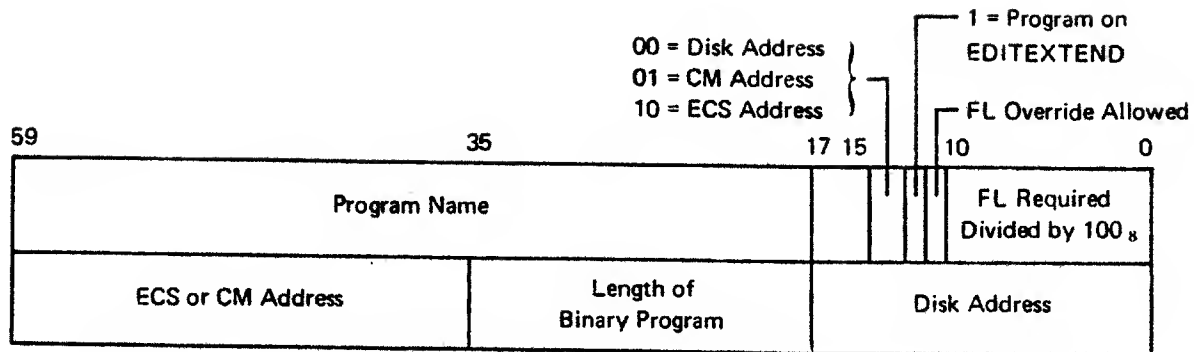 1 = Program on
EDITEXTEND
00 = Disk Address
01 = CM Address
10 = ECS Address
FL Override Allowed
59 35 17 15 10 0
Program Name
FL Required
Divided by 100₈
ECS or CM Address
Length of
Binary Program
Disk Address